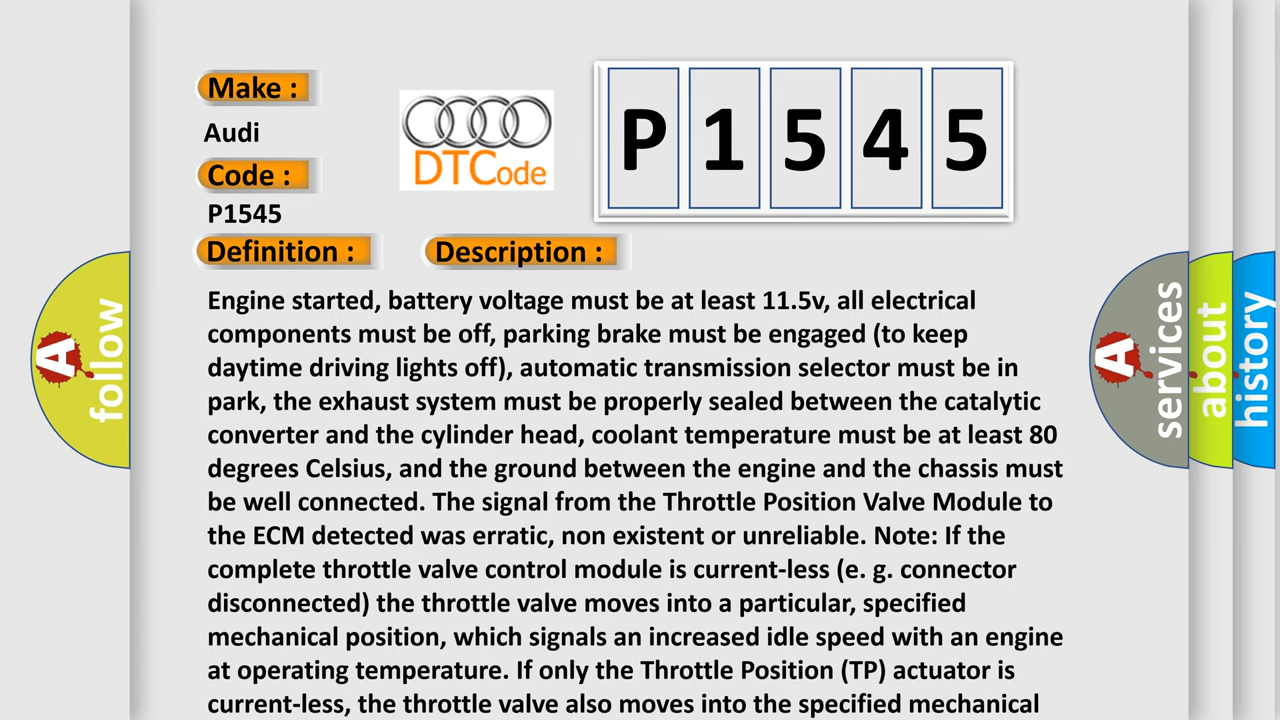 Make :
Audi
Code :
P1545
DTCode
P1545
Definition :
Description :
Engine started, battery voltage must be at least 11.5v, all electrical
components must be off, parking brake must be engaged (to keep
daytime driving lights off), automatic transmission selector must be in
park, the exhaust system must be properly sealed between the catalytic
converter and the cylinder head, coolant temperature must be at least 80
degrees Celsius, and the ground between the engine and the chassis must
be well connected. The signal from the Throttle Position Valve Module to
the ECM detected was erratic, non existent or unreliable. Note: If the
complete throttle valve control module is current-less (e. g. connector
disconnected) the throttle valve moves into a particular, specified
mechanical position, which signals an increased idle speed with an engine
at operating temperature. If only the Throttle Position (TP) actuator is
current-less, the throttle valve also moves into the specified mechanical
A
follow
A
services
about
history